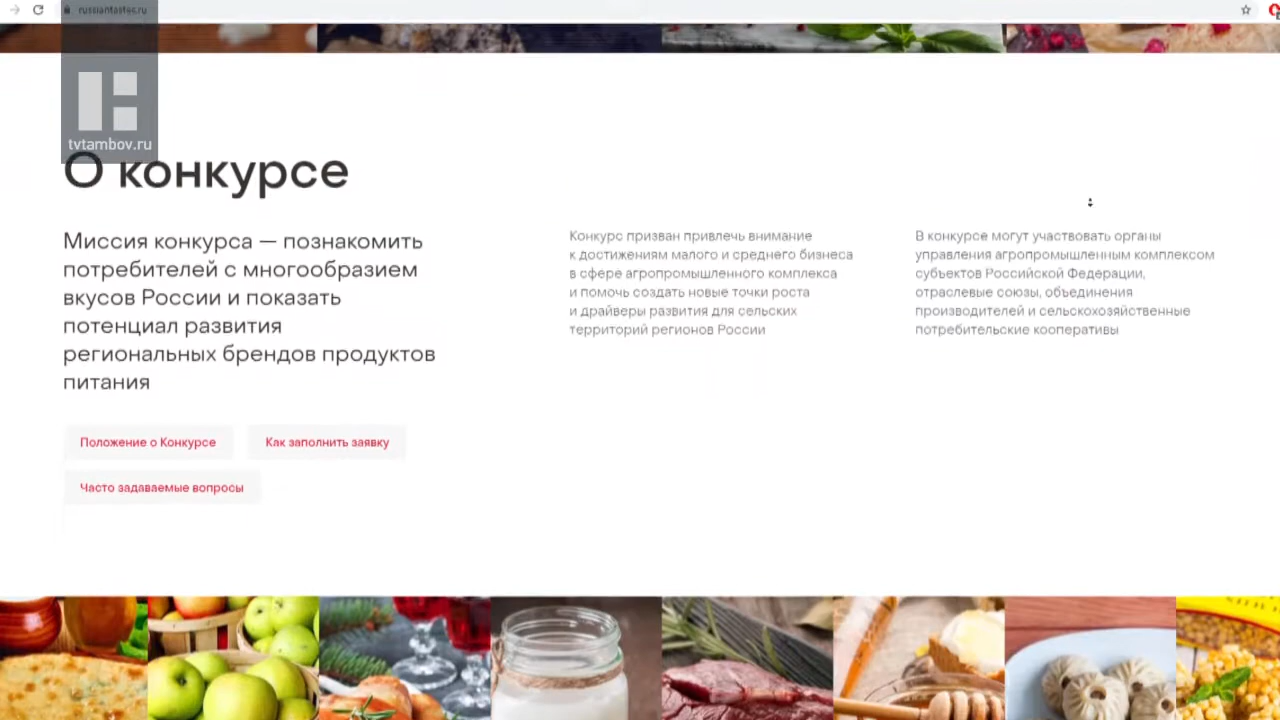 russiantastes.ru
tvtambov.ru
О конкурсе
Миссия конкурса — познакомить
потребителей с многообразием
вкусов России и показать
потенциал развития
региональных брендов продуктов
питания
Конкурс призван привлечь внимание
к достижениям малого и среднего бизнеса
в сфере агропромышленного комплекса
и помочь создать новые точки роста
и драйверы развития для сельских
территорий регионов России
В конкурсе могут участвовать органы
управления агропромышленным комплексом
субъектов Российской Федерации,
отраслевые союзы, объединения
производителей и сельскохозяйственные
потребительские кооперативы
Положение о Конкурсе
Как заполнить заявку
Часто задаваемые вопросы